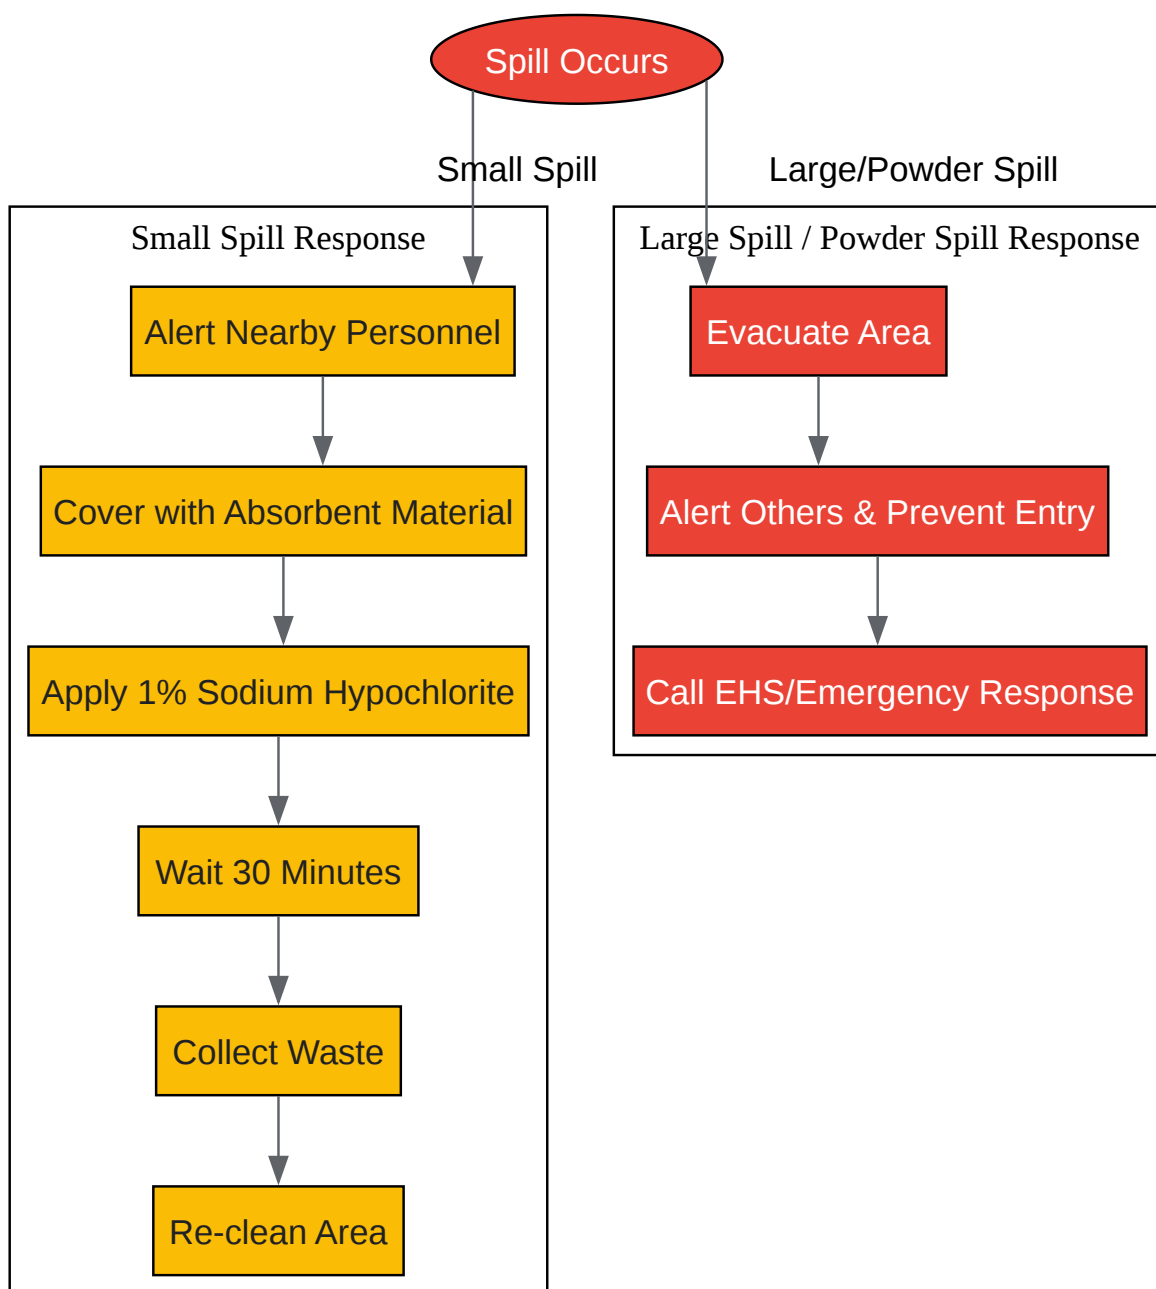 Spill Occurs
Small Spill
Large/Powder Spill
Small Spill Response
Alert Nearby Personnel
Cover with Absorbent Material
Apply 1% Sodium Hypochlorite
Wait 30 Minutes
Collect Waste
Re-clean Area
Large Spill / Powder Spill Response
Evacuate Area
Alert Others & Prevent Entry
Call EHS/Emergency Response